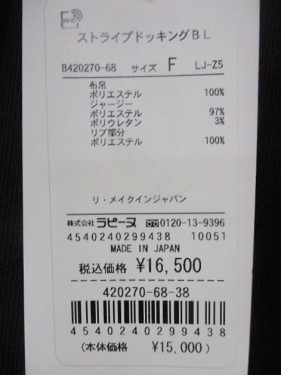 ストライプドッキングBL
B420270-68 サイズ F LJ-Z5
布帛
ポリエステル 100%
ジャージー
ポリエステル 97%
ポリウレタン 3%
リブ部分
ポリエステル 100%
リ・メイクインジャパン
株式会社 ラピーヌ 0120-13-9396
4540240299438 10051
MADE IN JAPAN
税込価格 ¥16,500
420270-68-38
4540240299438
(本体価格 ¥15,000)